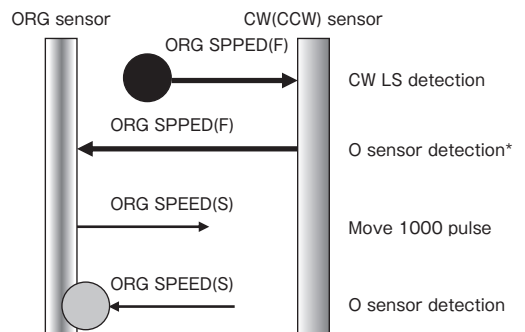 ORG sensor
CW(CCW) sensor
ORG SPPED(F)
CW LS detection
ORG SPPED(F)
O sensor detection*
ORG SPEED(S)
Move 1000 pulse
ORG SPEED(S)
O sensor detection